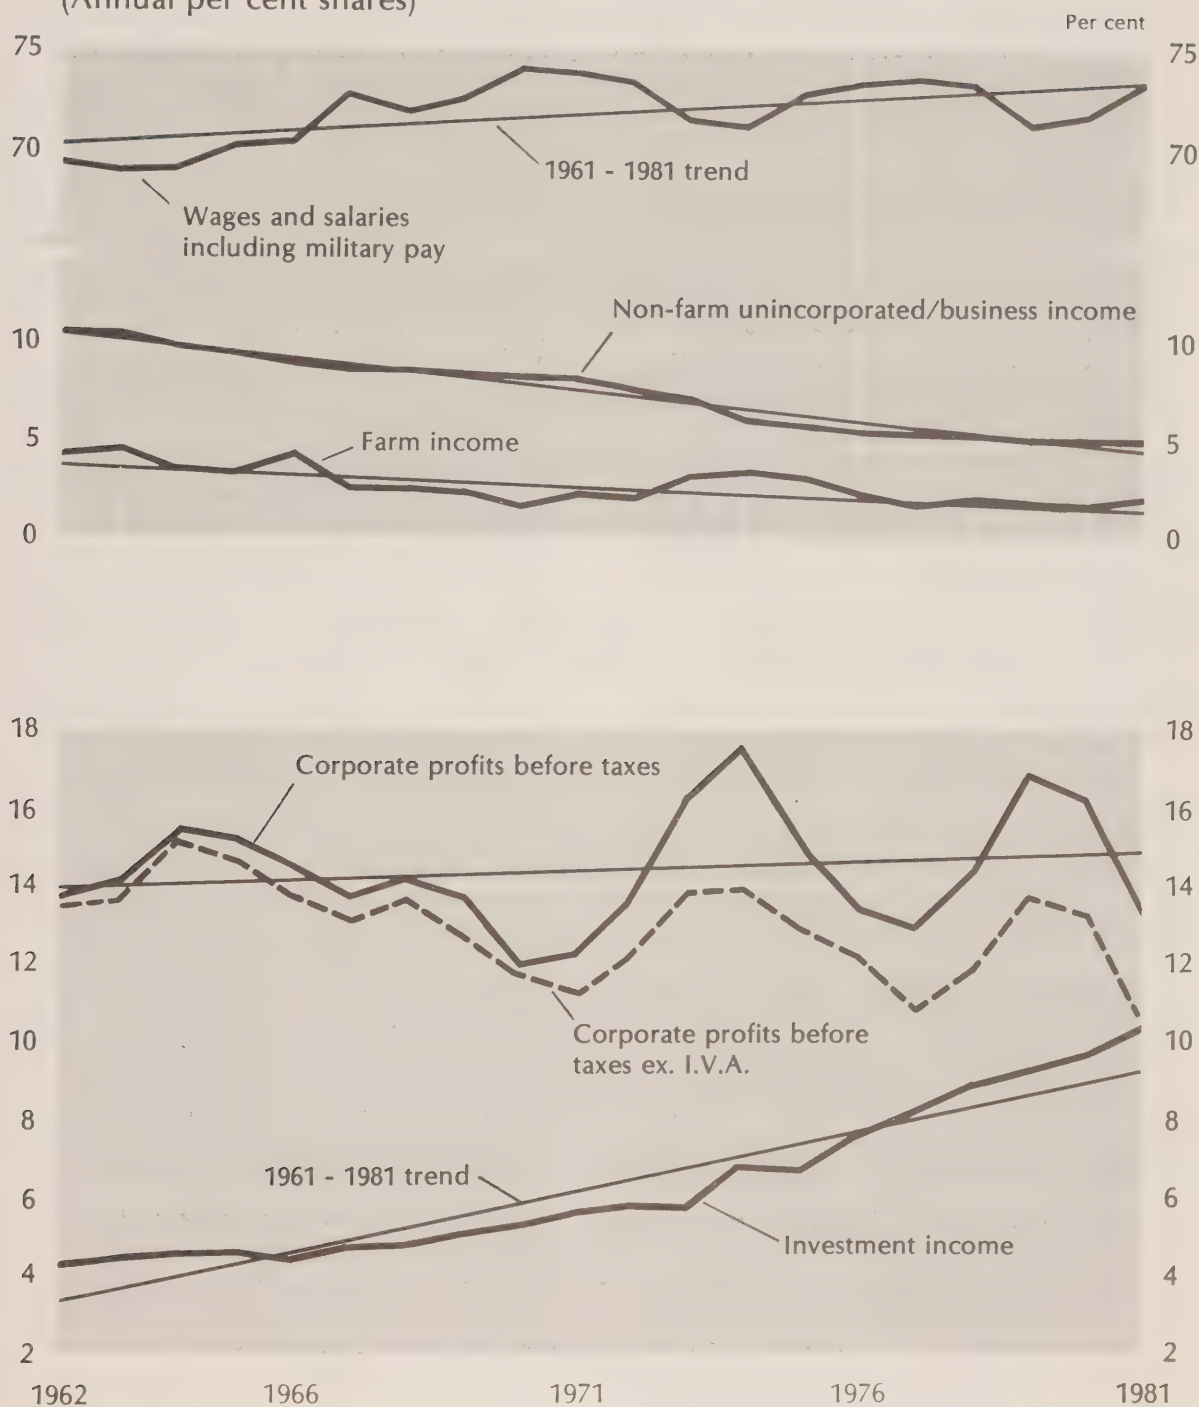 (Annual per cent shares)
Per cent
75
75
70
70
1961 - 1981 trend
Wages and salaries
including military pay
Non-farm unincorporated/business income
10
10
5
5
Farm income
0
0
18
18
Corporate profits before taxes
16
16
14
14
12
12
Corporate profits before
taxes ex. I.V.A.
10
10
8
8
1961 - 1981 trend
6
6
Investment income
4
4
2
2
1962
1966
1971
1976
1981